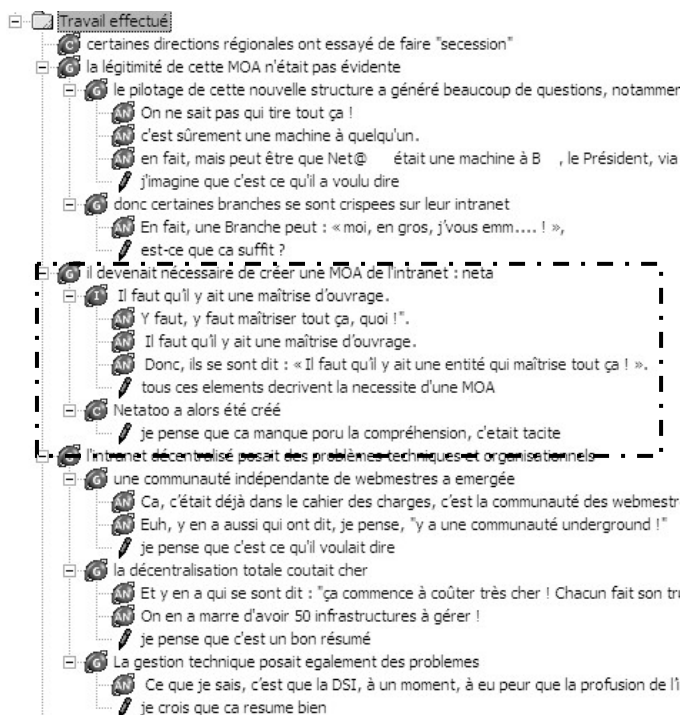 Travail effectué
C certaines directions régionales ont essayé de faire "secession"
G la légitimité de cette MOA n'était pas évidente
G le pilotage de cette nouvelle structure a généré beaucoup de questions, notammer
AN On ne sait pas qui tire tout ça !
AN c'est sûrement une machine à quelqu'un.
AN en fait, mais peut être que Net@ était une machine à B , le Président, via
j'imagine que c'est ce qu'il a voulu dire
G donc certaines branches se sont crispees sur leur intranet
AN En fait, une Branche peut : « moi, en gros, j'vous emm.... ! »,
est-ce que ca suffit ?
G il devenait nécessaire de créer une MOA de l'intranet : neta
I Il faut qu'il y ait une maîtrise d'ouvrage.
AN Y faut, y faut maîtriser tout ça, quoi !".
AN Il faut qu'il y ait une maîtrise d'ouvrage.
AN Donc, ils se sont dit : « Il faut qu'il y ait une entité qui maîtrise tout ça ! ».
tous ces elements decrivent la necessite d'une MOA
C Netatoo a alors été créé
je pense que ca manque poru la compréhension, c'etait tacite
G l'intranet décentralisé posait des problèmes techniques et organisationnels
G une communauté indépendante de webmestres a emergée
AN Ca, c'était déjà dans le cahier des charges, c'est la communauté des webmestr
AN Euh, y en a aussi qui ont dit, je pense, "y a une communauté underground !"
je pense que c'est ce qu'il voulait dire
G la décentralisation totale coutait cher
AN Et y en a qui se sont dit : "ça commence à coûter très cher ! Chacun fait son tru
AN On en a marre d'avoir 50 infrastructures à gérer !
je pense que c'est un bon résumé
G La gestion technique posait egalement des problemes
AN Ce que je sais, c'est que la DSI, à un moment, à eu peur que la profusion de l'i
je crois que ca resume bien